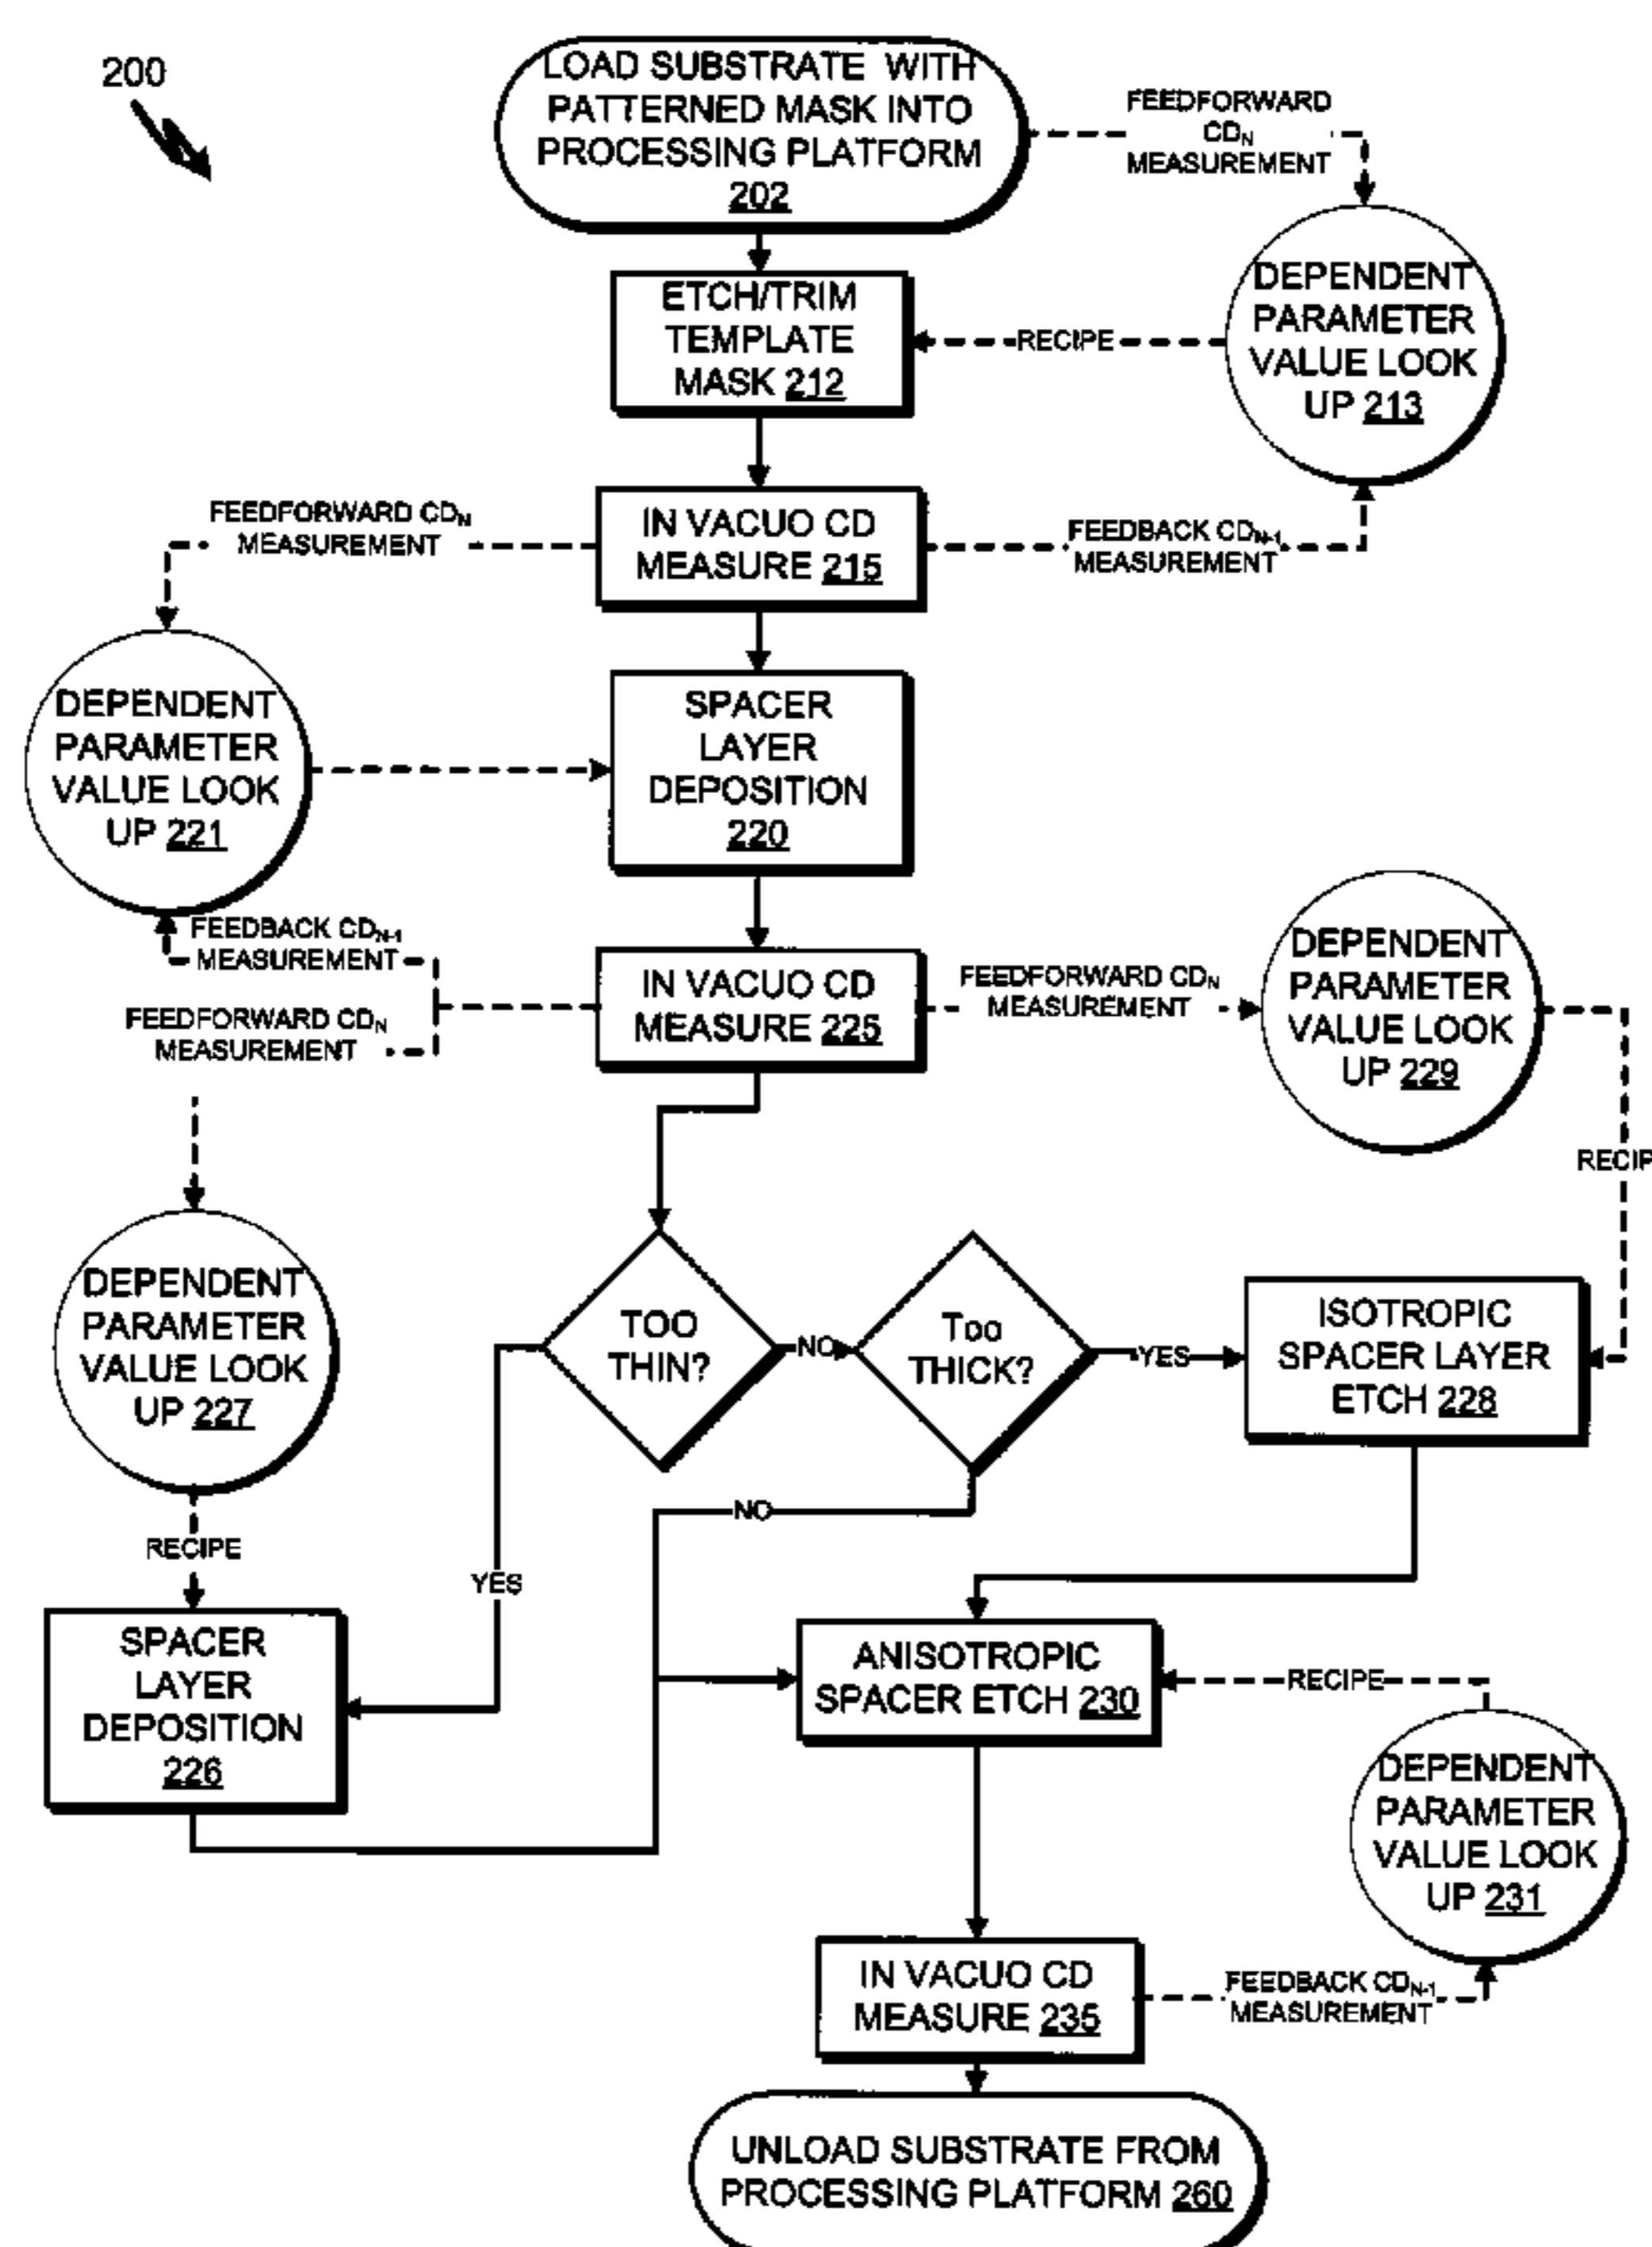 200
LOAD SUBSTRATE WITH
PATTERNED MASK INTO
PROCESSING PLATFORM
202
FEEDFORWARD
CDN
MEASUREMENT
DEPENDENT
PARAMETER
VALUE LOOK
UP 213
ETCH/TRIM
TEMPLATE
MASK 212
RECIPE
FEEDFORWARD CDN
MEASUREMENT
IN VACUO CD
MEASURE 215
FEEDBACK CDN-1
MEASUREMENT
DEPENDENT
PARAMETER
VALUE LOOK
UP 221
SPACER
LAYER
DEPOSITION
220
FEEDBACK CDN-1
MEASUREMENT
FEEDFORWARD CDN
MEASUREMENT
IN VACUO CD
MEASURE 225
FEEDFORWARD CDN
MEASUREMENT
DEPENDENT
PARAMETER
VALUE LOOK
UP 229
RECIP
DEPENDENT
PARAMETER
VALUE LOOK
UP 227
TOO
THIN?
NO
TOO
THICK?
YES
ISOTROPIC
SPACER LAYER
ETCH 228
NO
RECIPE
YES
SPACER
LAYER
DEPOSITION
226
ANISOTROPIC
SPACER ETCH 230
RECIPE
DEPENDENT
PARAMETER
VALUE LOOK
UP 231
IN VACUO CD
MEASURE 235
FEEDBACK CDN-1
MEASUREMENT
UNLOAD SUBSTRATE FROM
PROCESSING PLATFORM 260